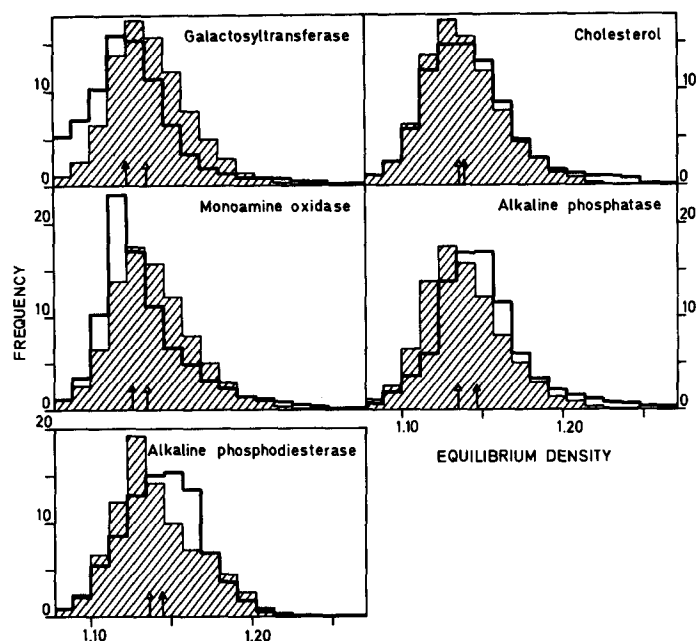 Galactosyltransferase
Cholesterol
10
10
0
0
Monoamine oxidase
Alkaline phosphatase
20
20
FREQUENCY
10
10
0
0
1.10
1.20
20
Alkaline phosphodiesterase
EQUILIBRIUM DENSITY
10
0
1.10
1.20